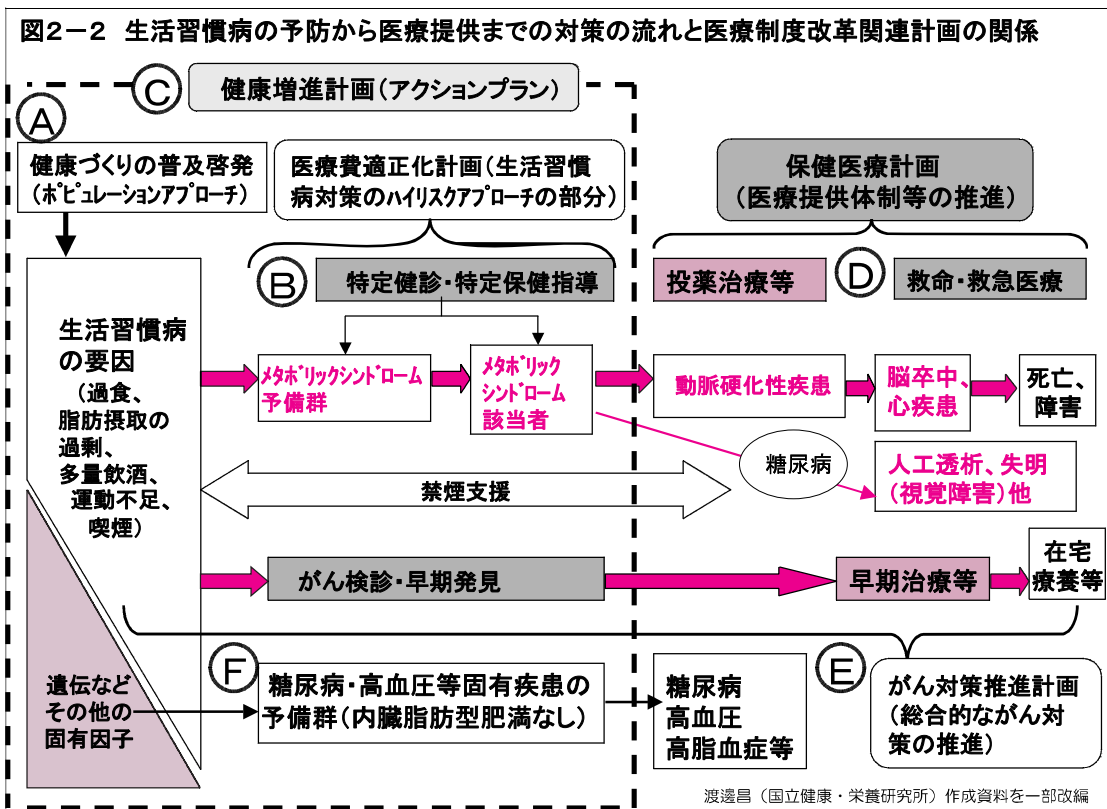 図2-2 生活習慣病の予防から医療提供までの対策の流れと医療制度改革関連計画の関係
C
健康増進計画(アクションプラン)
A
健康づくりの普及啓発
(ポピュレーションアプローチ)
医療費適正化計画(生活習慣
病対策のハイリスクアプローチの部分)
保健医療計画
(医療提供体制等の推進)
B
特定健診・特定保健指導
投薬治療等
D
救命・救急医療
生活習慣病
の要因
(過食、
脂肪摂取の
過剰、
多量飲酒、
運動不足、
喫煙)
メタボリックシンドローム
予備群
メタボリック
シンドローム
該当者
動脈硬化性疾患
脳卒中、
心疾患
死亡、
障害
糖尿病
人工透析、失明
(視覚障害)他
禁煙支援
がん検診・早期発見
早期治療等
在宅
療養等
遺伝など
その他の
固有因子
F
糖尿病・高血圧等固有疾患の
予備群(内臓脂肪型肥満なし)
糖尿病
高血圧
高脂血症等
E
がん対策推進計画
(総合的ながん対
策の推進)
渡邊昌(国立健康・栄養研究所)作成資料を一部改編